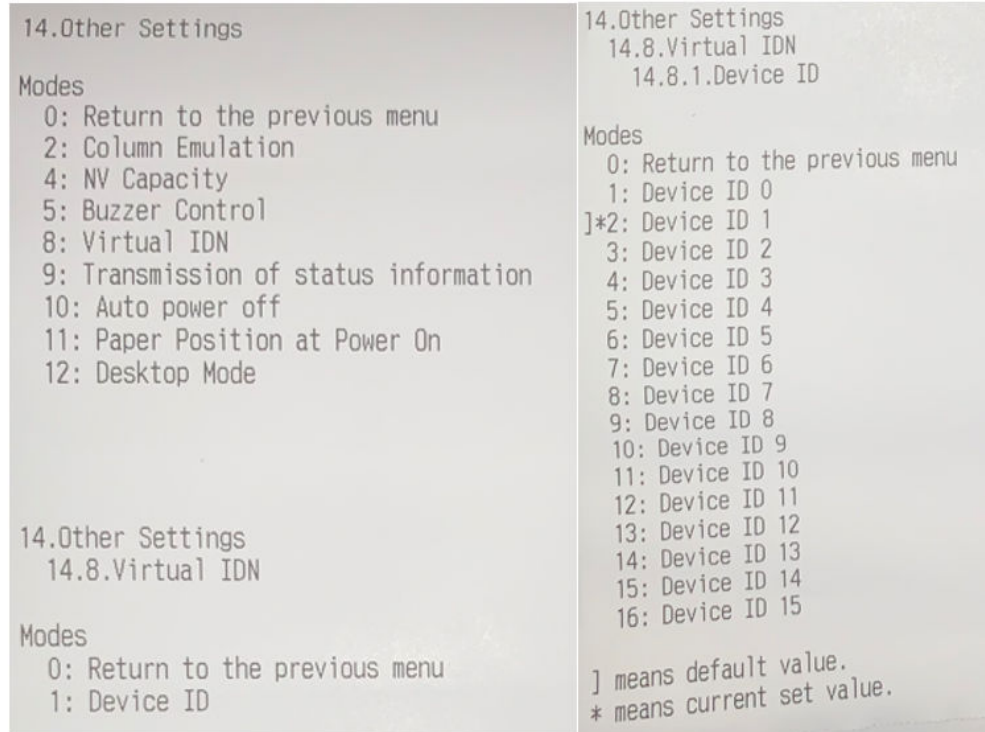 14.Other Settings
Modes
0: Return to the previous menu
2: Column Emulation
4: NV Capacity
5: Buzzer Control
8: Virtual IDN
9: Transmission of status information
10: Auto power off
11: Paper Position at Power On
12: Desktop Mode
14.Other Settings
14.8.Virtual IDN
Modes
0: Return to the previous menu
1: Device ID
14.Other Settings
14.8.Virtual IDN
14.8.1.Device ID
Modes
0: Return to the previous menu
1: Device ID 0
]*2: Device ID 1
3: Device ID 2
4: Device ID 3
5: Device ID 4
6: Device ID 5
7: Device ID 6
8: Device ID 7
9: Device ID 8
10: Device ID 9
11: Device ID 10
12: Device ID 11
13: Device ID 12
14: Device ID 13
15: Device ID 14
16: Device ID 15
] means default value.
* means current set value.